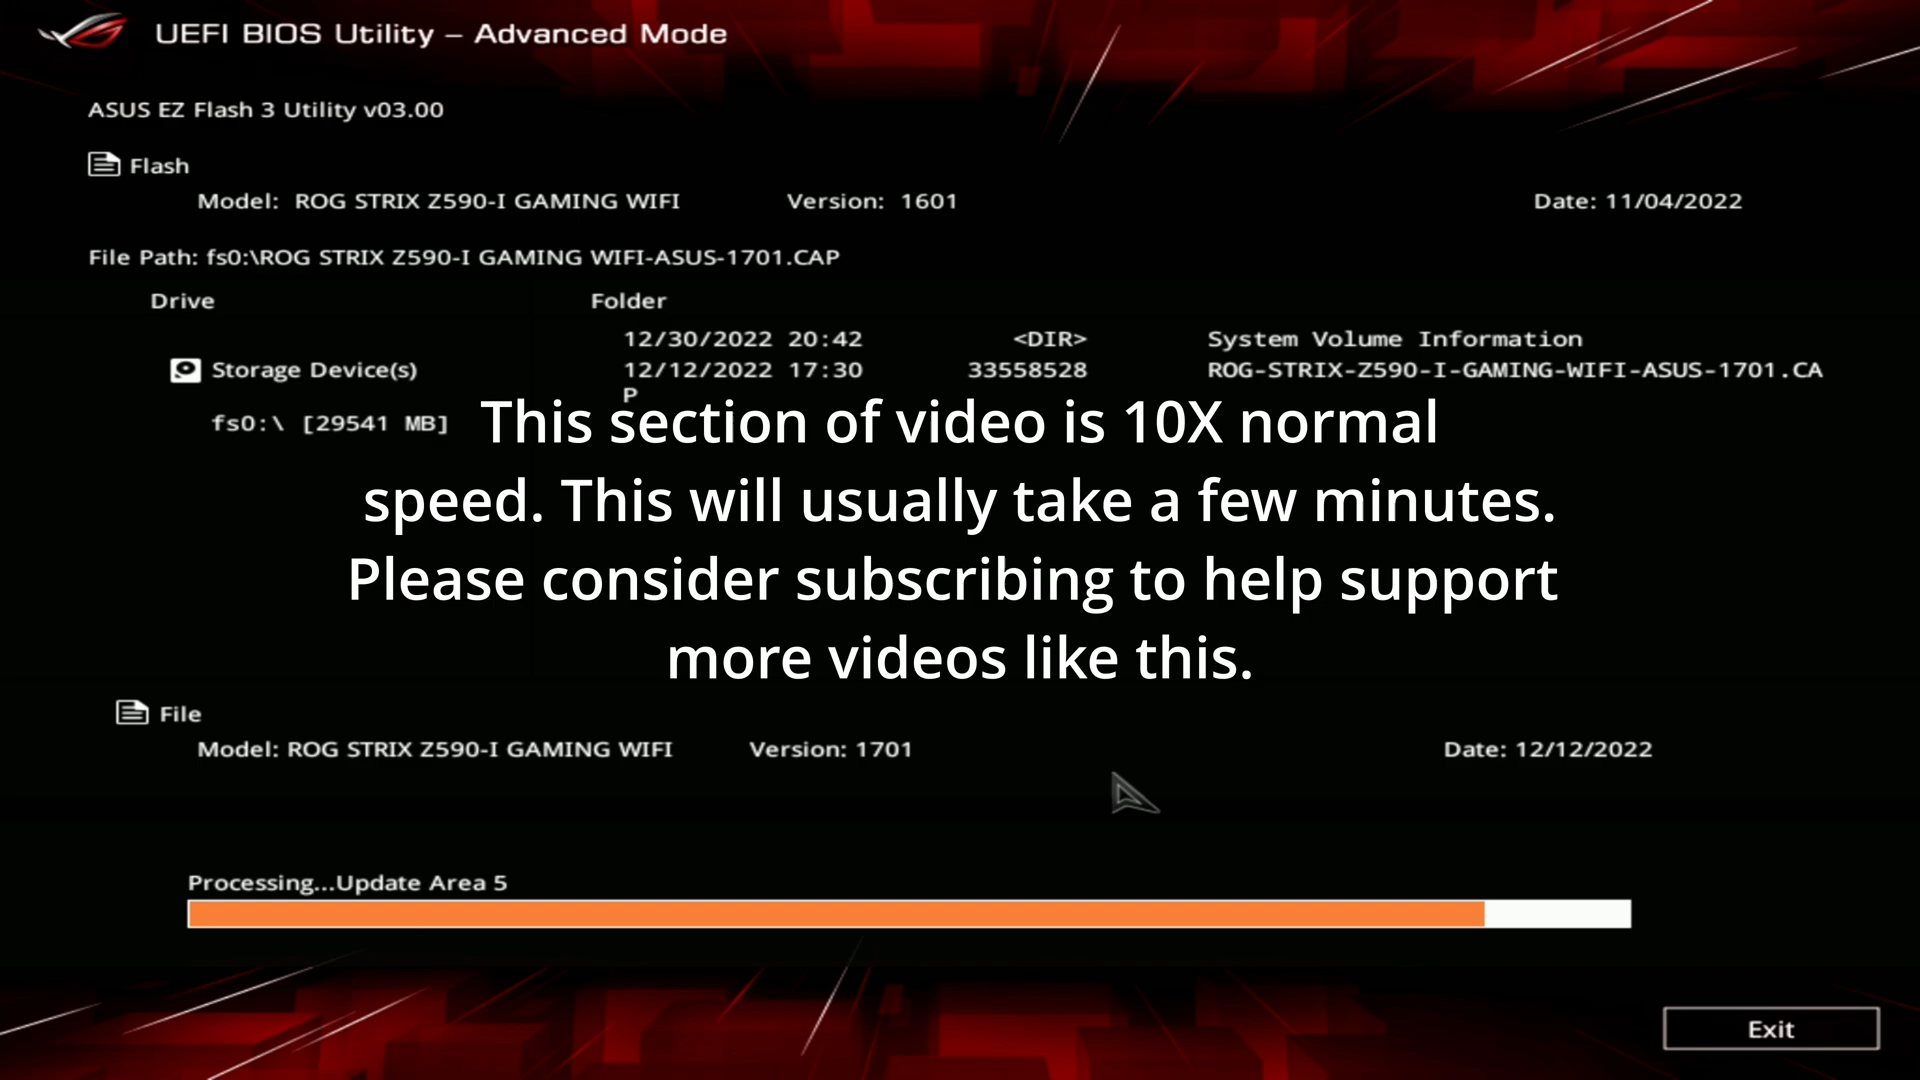 UEFI BIOS Utility – Advanced Mode
ASUS EZ Flash 3 Utility v03.00
Flash
Model: ROG STRIX Z590-I GAMING WIFI Version: 1601 Date: 11/04/2022
File Path: fs0:\ROG STRIX Z590-I GAMING WIFI-ASUS-1701.CAP
Drive Folder
12/30/2022 20:42 <DIR> System Volume Information
Storage Device(s) 12/12/2022 17:30 33558528 ROG-STRIX-Z590-I-GAMING-WIFI-ASUS-1701.CA
P
fs0:\ [29541 MB]
This section of video is 10X normal
speed. This will usually take a few minutes.
Please consider subscribing to help support
more videos like this.
File
Model: ROG STRIX Z590-I GAMING WIFI Version: 1701 Date: 12/12/2022
Processing...Update Area 5
Exit